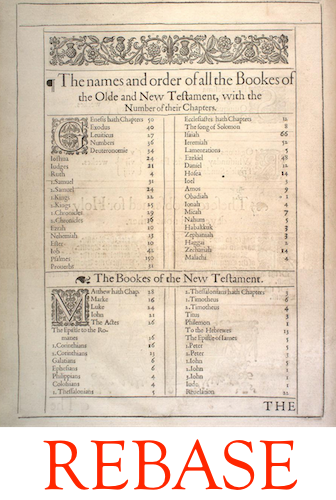 ¶ The names and order of all the Bookes of
the Olde and New Testament, with the
Number of their Chapters.
Genesis hath Chapters 50
Exodus 40
Leuiticus 27
Numbers 36
Deuteronomie 34
Ioshua 24
Iudges 21
Ruth 4
1.Samuel 31
2.Samuel 24
1.Kings 22
2.Kings 25
1.Chronicles 29
2.Chronicles 36
Ezrah 10
Nehemiah 13
Ester 10
Iob 42
Psalmes 150
Prouerbs 31
Ecclesiastes hath Chapters 12
The song of Solomon 8
Isaiah 66
Ieremiah 52
Lamentations 5
Ezekiel 48
Daniel 12
Hosea 14
Ioel 3
Amos 9
Obadiah 1
Ionah 4
Micah 7
Nahum 3
Habakkuk 3
Zephaniah 3
Haggai 2
Zechariah 14
Malachi 4
The Bookes of the New Testament.
Matthew hath Chap. 28
Marke 16
Luke 24
Iohn 21
The Actes 28
The Epistle to the Ro-
manes 16
1.Corinthians 16
2.Corinthians 13
Galatians 6
Ephesians 6
Philippians 4
Colossians 4
1.Thessalonians 5
2.Thessalonians hath Chapters 3
1.Timotheus 6
2.Timotheus 4
Titus 3
Philemon 1
To the Hebrewes 13
The Epistle of Iames 5
1.Peter 5
2.Peter 3
1.Iohn 5
2.Iohn 1
3.Iohn 1
Iude 1
Reuelation 22
THE
REBASE